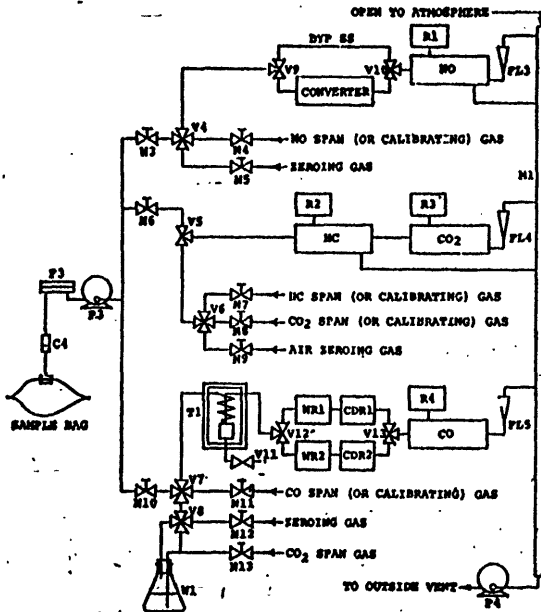 OPEN TO ATMOSPHERE
R1
BYP SS
V9
V10
NO
FL3
CONVERTER
V4
N3
N4
NO SPAN (OR CALIBRATING) GAS
N5
ZEROING GAS
M1
N6
V5
R2
R3
HC
CO2
FL4
F3
P3
N7
HC SPAN (OR CALIBRATING) GAS
V6
N8
CO2 SPAN (OR CALIBRATING) GAS
N9
AIR ZEROING GAS
C4
SAMPLE BAG
T1
WR1
CDR1
R4
V12
V13
CO
FL5
WR2
CDR2
V11
V7
N10
N11
CO SPAN (OR CALIBRATING) GAS
V8
N12
ZEROING GAS
N13
CO2 SPAN GAS
W1
TO OUTSIDE VENT
P4